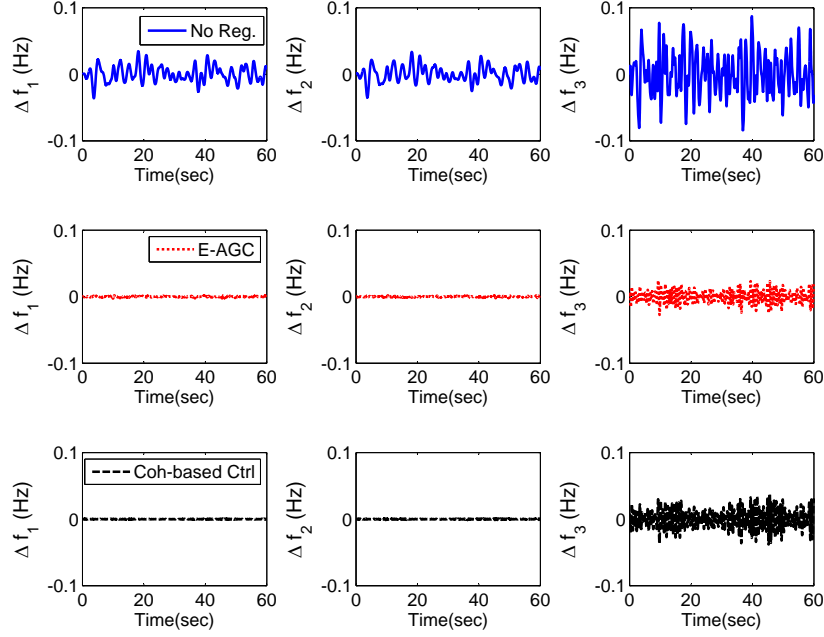 0.1
0
-0.1
Δ f1 (Hz)
No Reg.
0 20 40 60
Time(sec)
0.1
0
-0.1
Δ f2 (Hz)
0 20 40 60
Time(sec)
0.1
0
-0.1
Δ f3 (Hz)
0 20 40 60
Time(sec)
0.1
0
-0.1
Δ f1 (Hz)
E-AGC
0 20 40 60
Time(sec)
0.1
0
-0.1
Δ f2 (Hz)
0 20 40 60
Time(sec)
0.1
0
-0.1
Δ f3 (Hz)
0 20 40 60
Time(sec)
0.1
0
-0.1
Δ f1 (Hz)
Coh-based Ctrl
0 20 40 60
Time(sec)
0.1
0
-0.1
Δ f2 (Hz)
0 20 40 60
Time(sec)
0.1
0
-0.1
Δ f3 (Hz)
0 20 40 60
Time(sec)